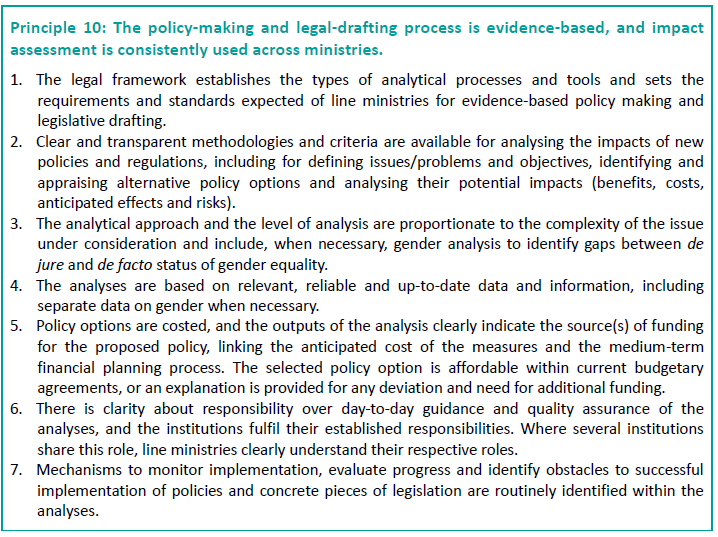 Principle 10: The policy-making and legal-drafting process is evidence-based, and impact
assessment is consistently used across ministries.
1. The legal framework establishes the types of analytical processes and tools and sets the
requirements and standards expected of line ministries for evidence-based policy making and
legislative drafting.
2. Clear and transparent methodologies and criteria are available for analysing the impacts of new
policies and regulations, including for defining issues/problems and objectives, identifying and
appraising alternative policy options and analysing their potential impacts (benefits, costs,
anticipated effects and risks).
3. The analytical approach and the level of analysis are proportionate to the complexity of the issue
under consideration and include, when necessary, gender analysis to identify gaps between de
jure and de facto status of gender equality.
4. The analyses are based on relevant, reliable and up-to-date data and information, including
separate data on gender when necessary.
5. Policy options are costed, and the outputs of the analysis clearly indicate the source(s) of funding
for the proposed policy, linking the anticipated cost of the measures and the medium-term
financial planning process. The selected policy option is affordable within current budgetary
agreements, or an explanation is provided for any deviation and need for additional funding.
6. There is clarity about responsibility over day-to-day guidance and quality assurance of the
analyses, and the institutions fulfil their established responsibilities. Where several institutions
share this role, line ministries clearly understand their respective roles.
7. Mechanisms to monitor implementation, evaluate progress and identify obstacles to successful
implementation of policies and concrete pieces of legislation are routinely identified within the
analyses.